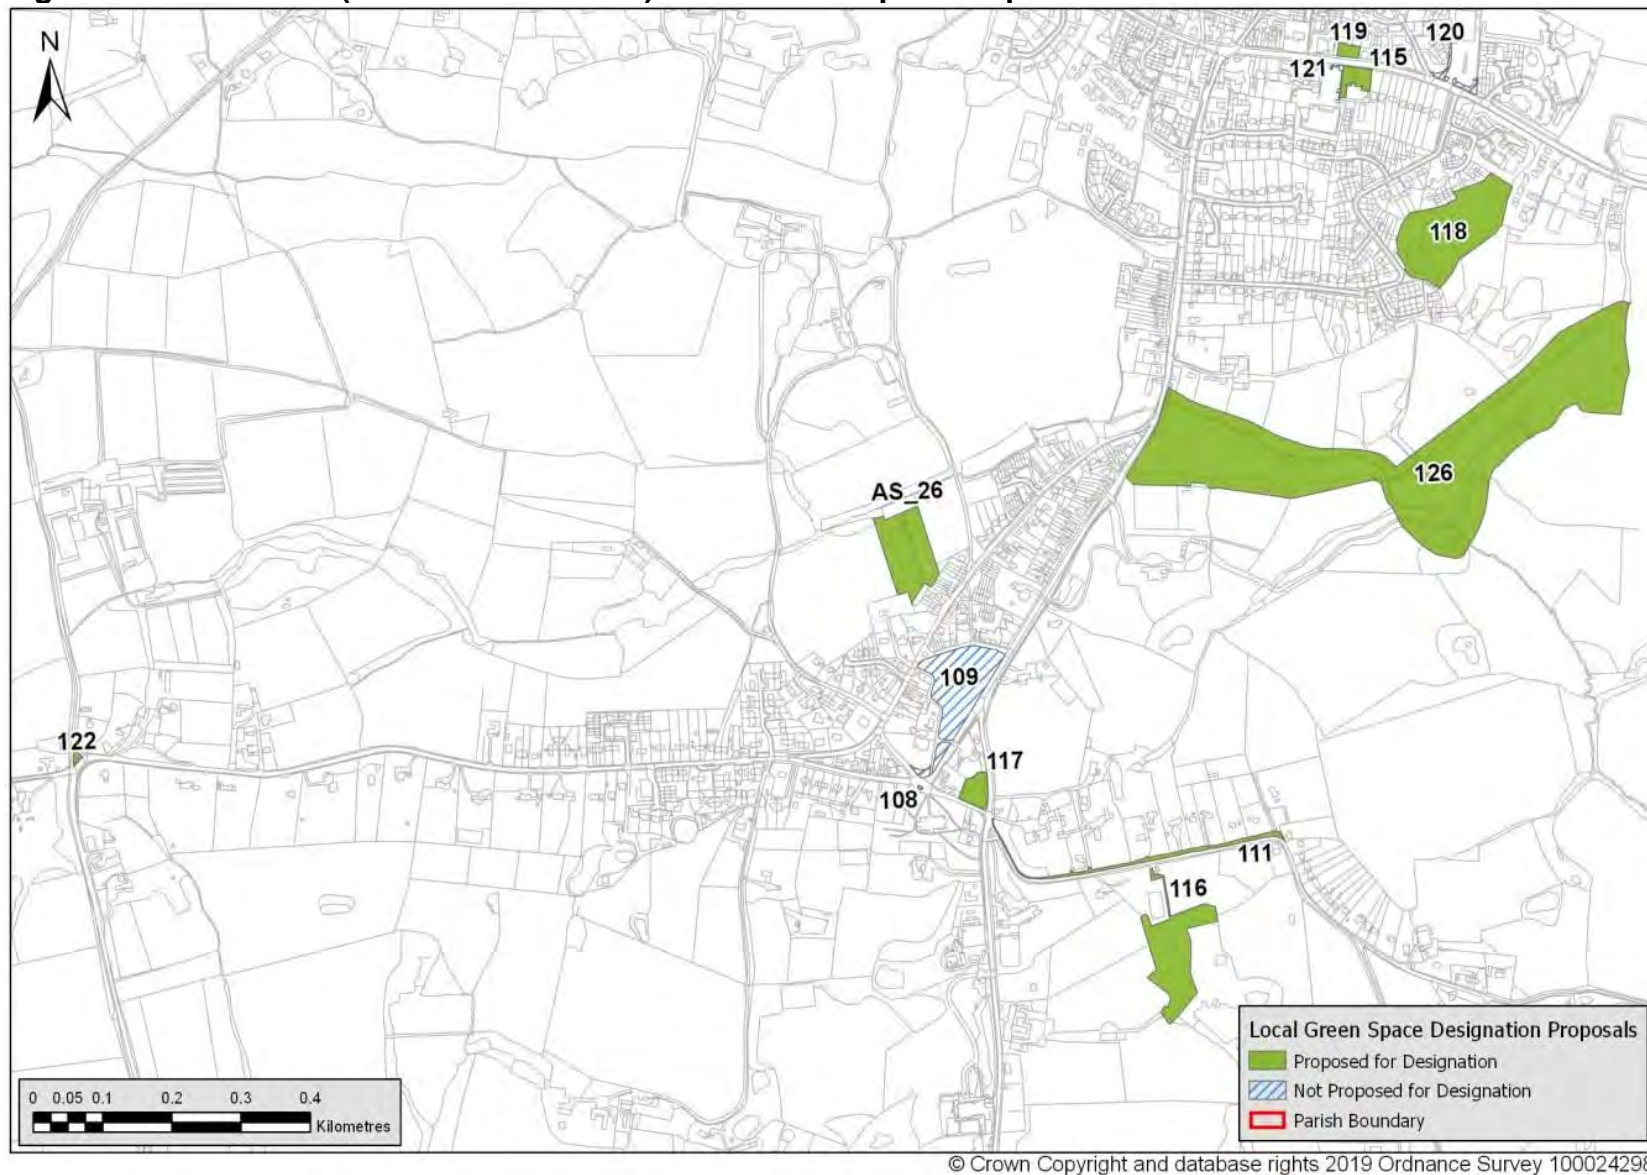 N
119
120
115
121
118
126
AS_26
109
122
117
108
111
116
Local Green Space Designation Proposals
Proposed for Designation
Not Proposed for Designation
Parish Boundary
0 0.05 0.1 0.2 0.3 0.4
Kilometres
© Crown Copyright and database rights 2019 Ordnance Survey 100024299